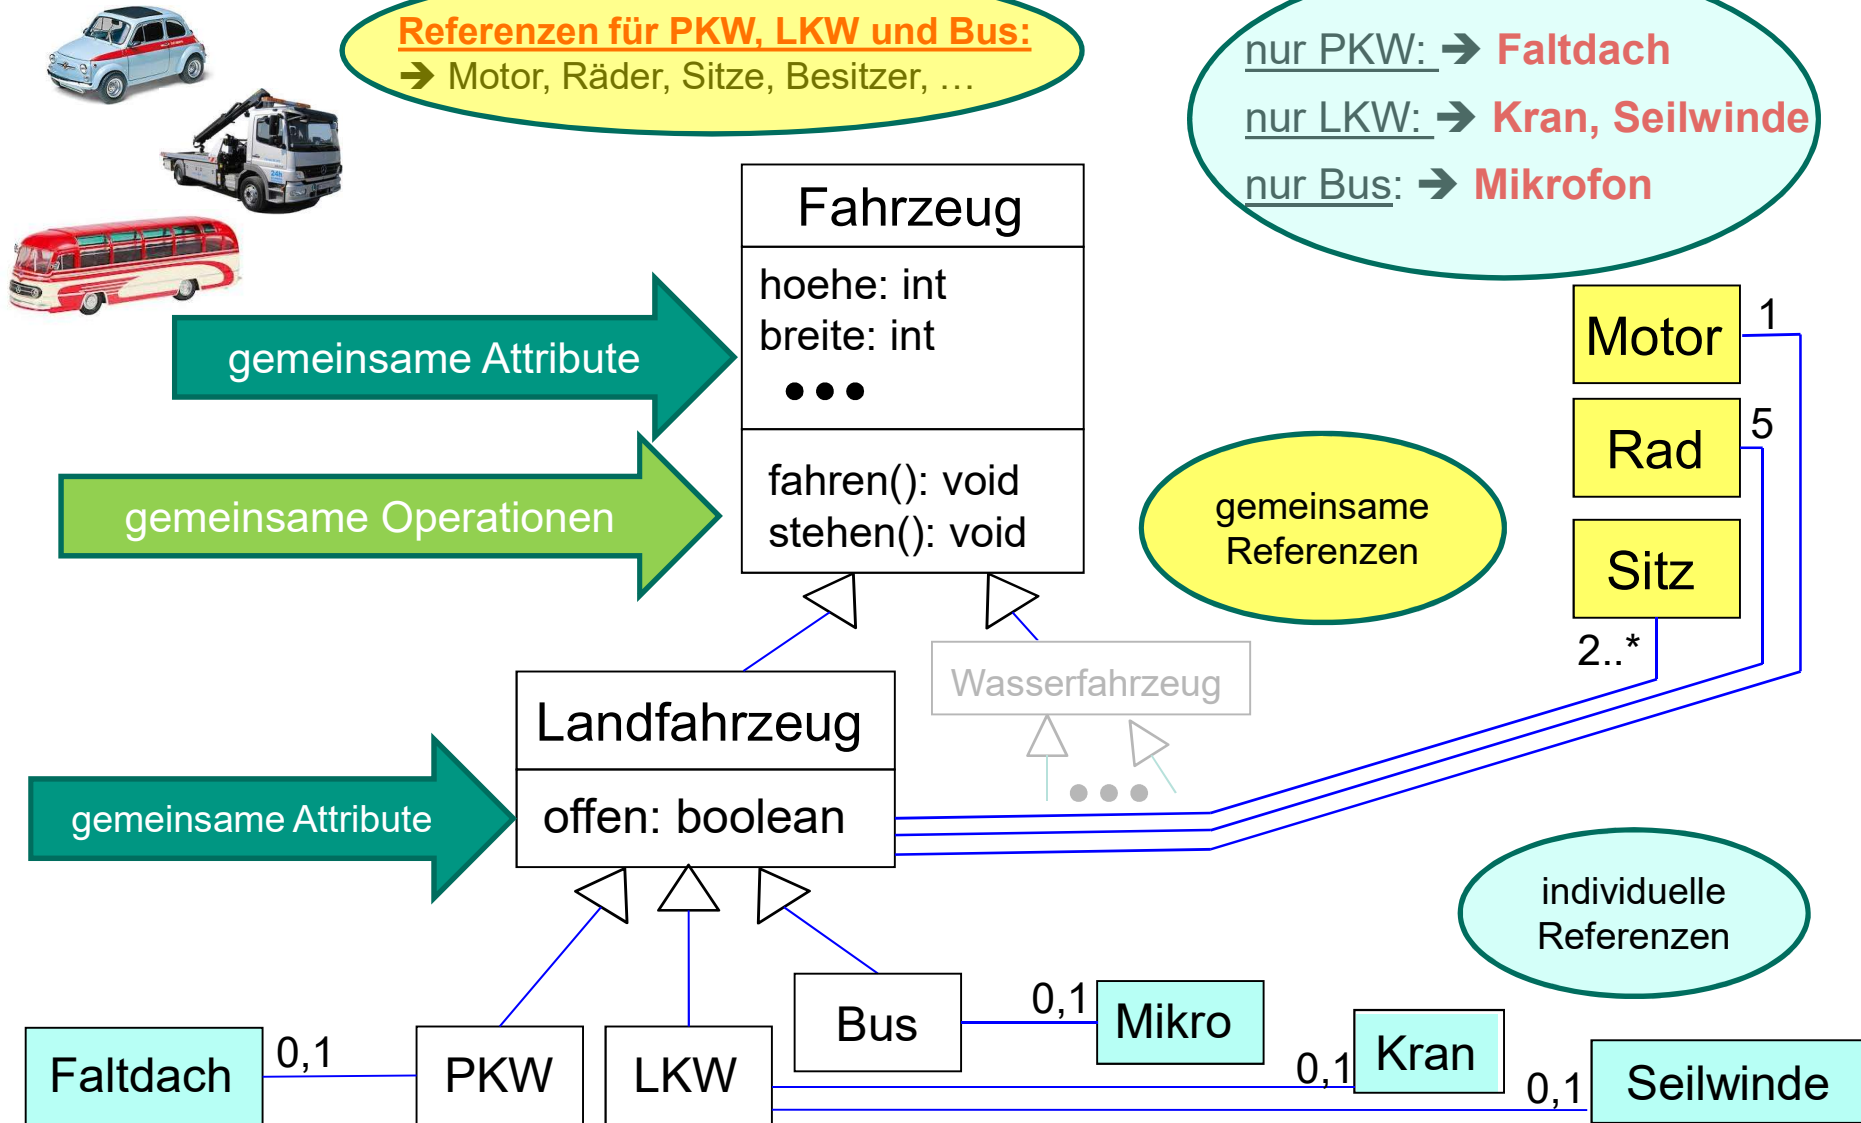 Referenzen für PKW, LKW und Bus:
➔ Motor, Räder, Sitze, Besitzer, …
nur PKW: ➔ Faltdach
nur LKW: ➔ Kran, Seilwinde
nur Bus: ➔ Mikrofon
Fahrzeug
hoehe: int
breite: int
•••
gemeinsame Attribute
fahren(): void
stehen(): void
gemeinsame Operationen
gemeinsame
Referenzen
Motor
1
Rad
5
Sitz
2..*
Wasserfahrzeug
•••
Landfahrzeug
offen: boolean
gemeinsame Attribute
individuelle
Referenzen
Faltdach
0,1
PKW
LKW
Bus
0,1
Mikro
0,1
Kran
0,1
Seilwinde